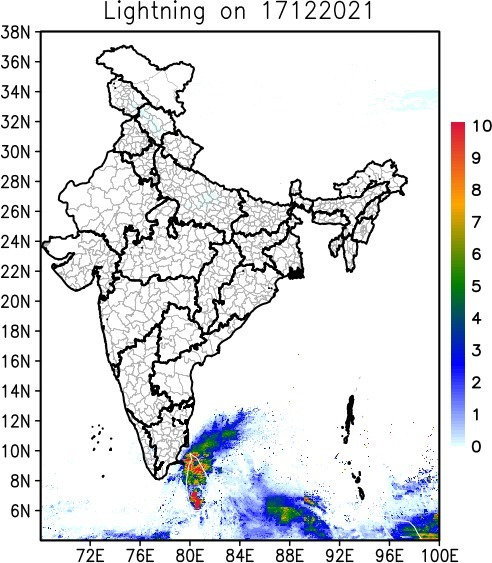 Lightning on 17122021
38N
36N
34N
32N
30N
28N
26N
24N
22N
20N
18N
16N
14N
12N
10N
8N
6N
72E 76E 80E 84E 88E 92E 96E 100E
10
9
8
7
6
5
4
3
2
1
0